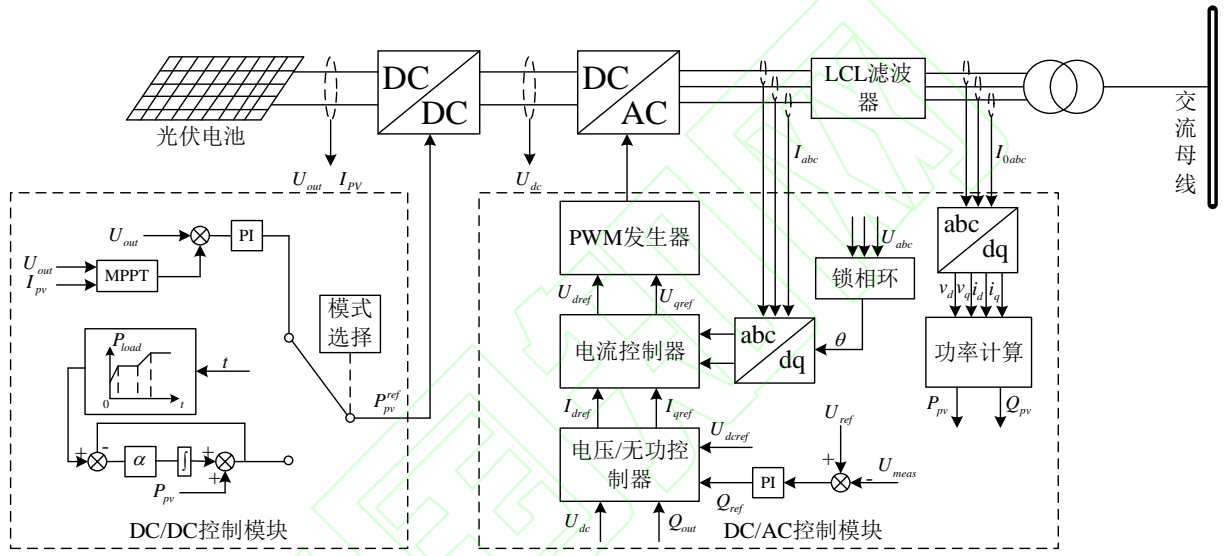 光伏电池
DC
DC
DC
AC
LCL滤波
器
交流母线
U_out I_PV
U_dc
I_abc
I_0abc
U_out
PI
U_out
I_pv
MPPT
模式
选择
P_load
t
0
t
P_pv^ref
+
-
α
∫
+
+
P_pv
DC/DC控制模块
PWM发生器
U_dref
U_qref
电流控制器
abc
dq
U_abc
锁相环
θ
abc
dq
v_d v_q i_d i_q
功率计算
P_pv
Q_pv
I_dref
I_qref
电压/无功控
制器
U_dcref
U_ref
+
U_meas
-
PI
Q_ref
U_dc
Q_out
DC/AC控制模块